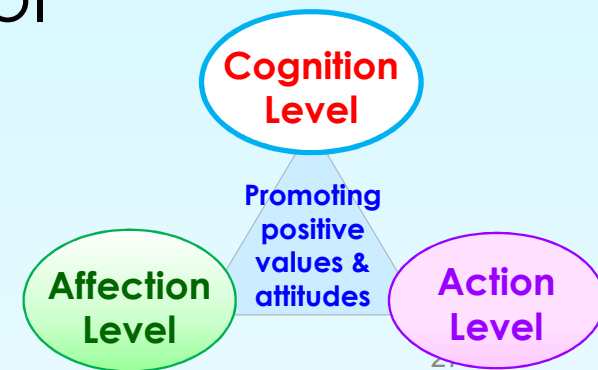 Cognition
Level
Promoting
positive
values &
attitudes
Affection
Level
Action
Level